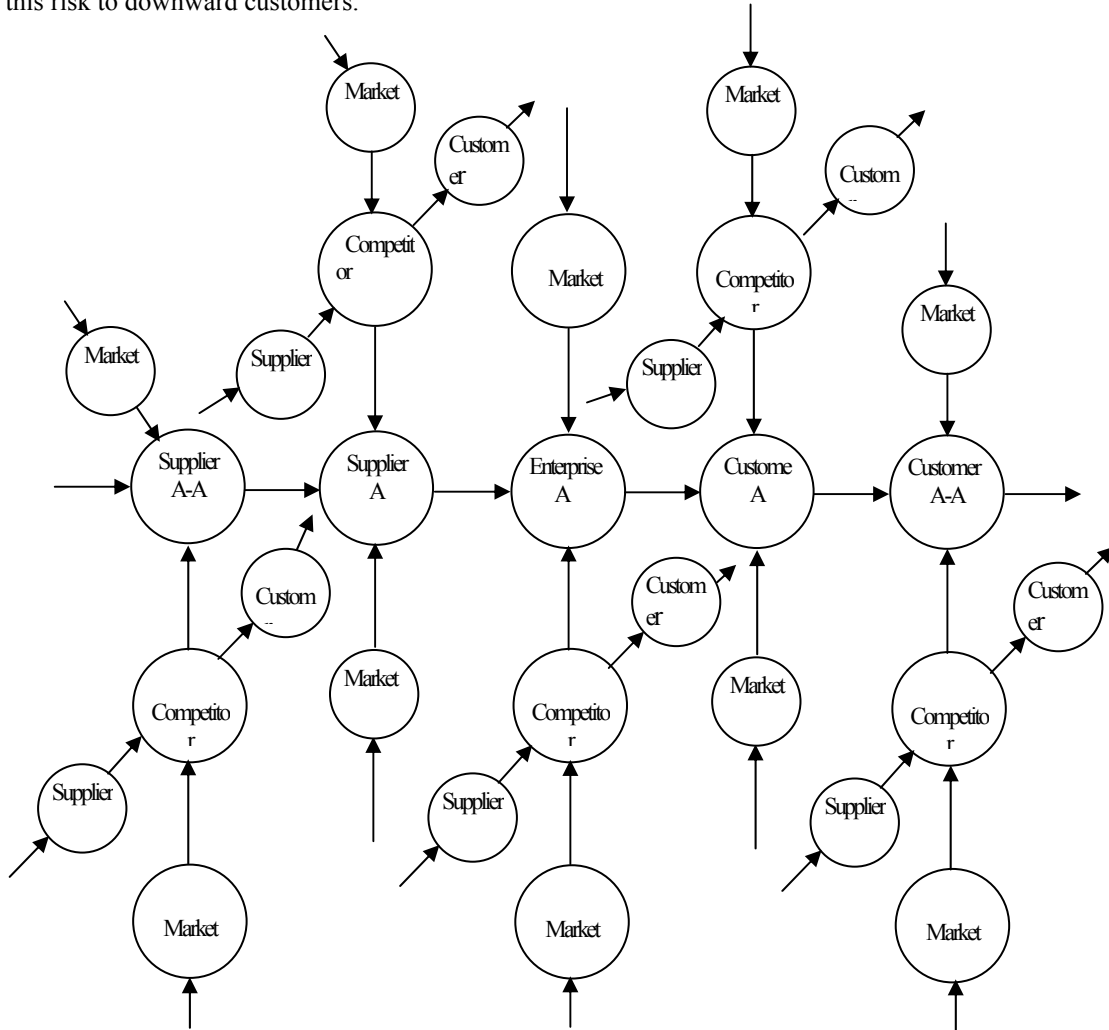 this risk to downward customers.
Market
Market
Custom
er
Custom
Competit
or
Market
Competito
r
Market
Market
Supplier
Supplier
Supplier
A-A
Supplier
A
Enterprise
A
Custome
A
Customer
A-A
Custom
Custom
er
Custom
er
Market
Market
Competito
r
Competito
r
Competito
r
Supplier
Supplier
Supplier
Market
Market
Market